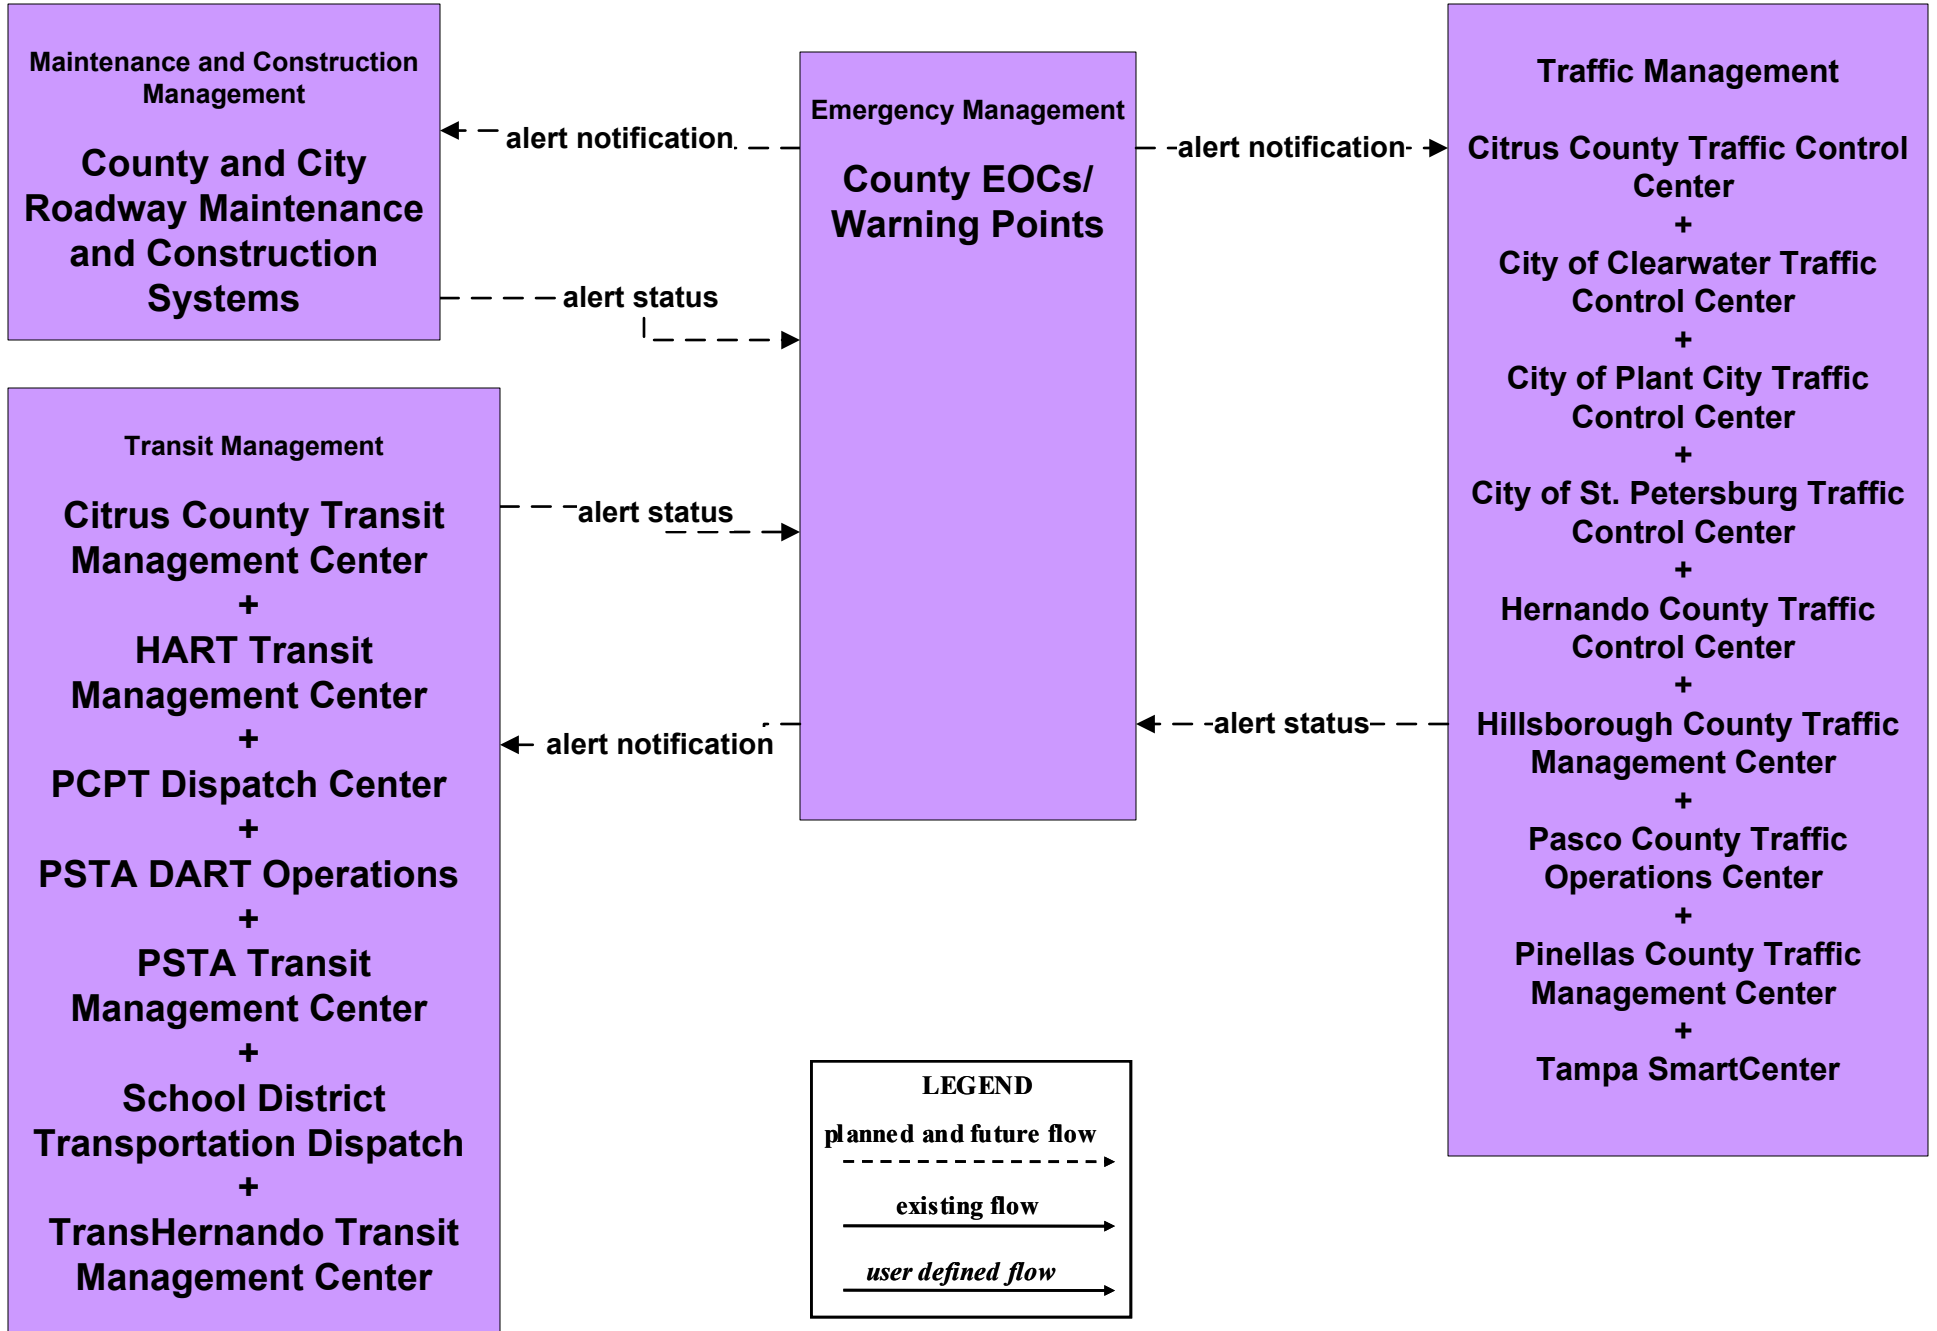 Maintenance and Construction
Management
County and City
Roadway Maintenance
and Construction
Systems
alert notification
alert status
Transit Management
Citrus County Transit
Management Center
+
HART Transit
Management Center
+
PCPT Dispatch Center
+
PSTA DART Operations
+
PSTA Transit
Management Center
+
School District
Transportation Dispatch
+
TransHernando Transit
Management Center
alert status
alert notification
Emergency Management
County EOCs/
Warning Points
alert notification
alert status
Traffic Management
Citrus County Traffic Control
Center
+
City of Clearwater Traffic
Control Center
+
City of Plant City Traffic
Control Center
+
City of St. Petersburg Traffic
Control Center
+
Hernando County Traffic
Control Center
+
Hillsborough County Traffic
Management Center
+
Pasco County Traffic
Operations Center
+
Pinellas County Traffic
Management Center
+
Tampa SmartCenter
LEGEND
planned and future flow
existing flow
user defined flow